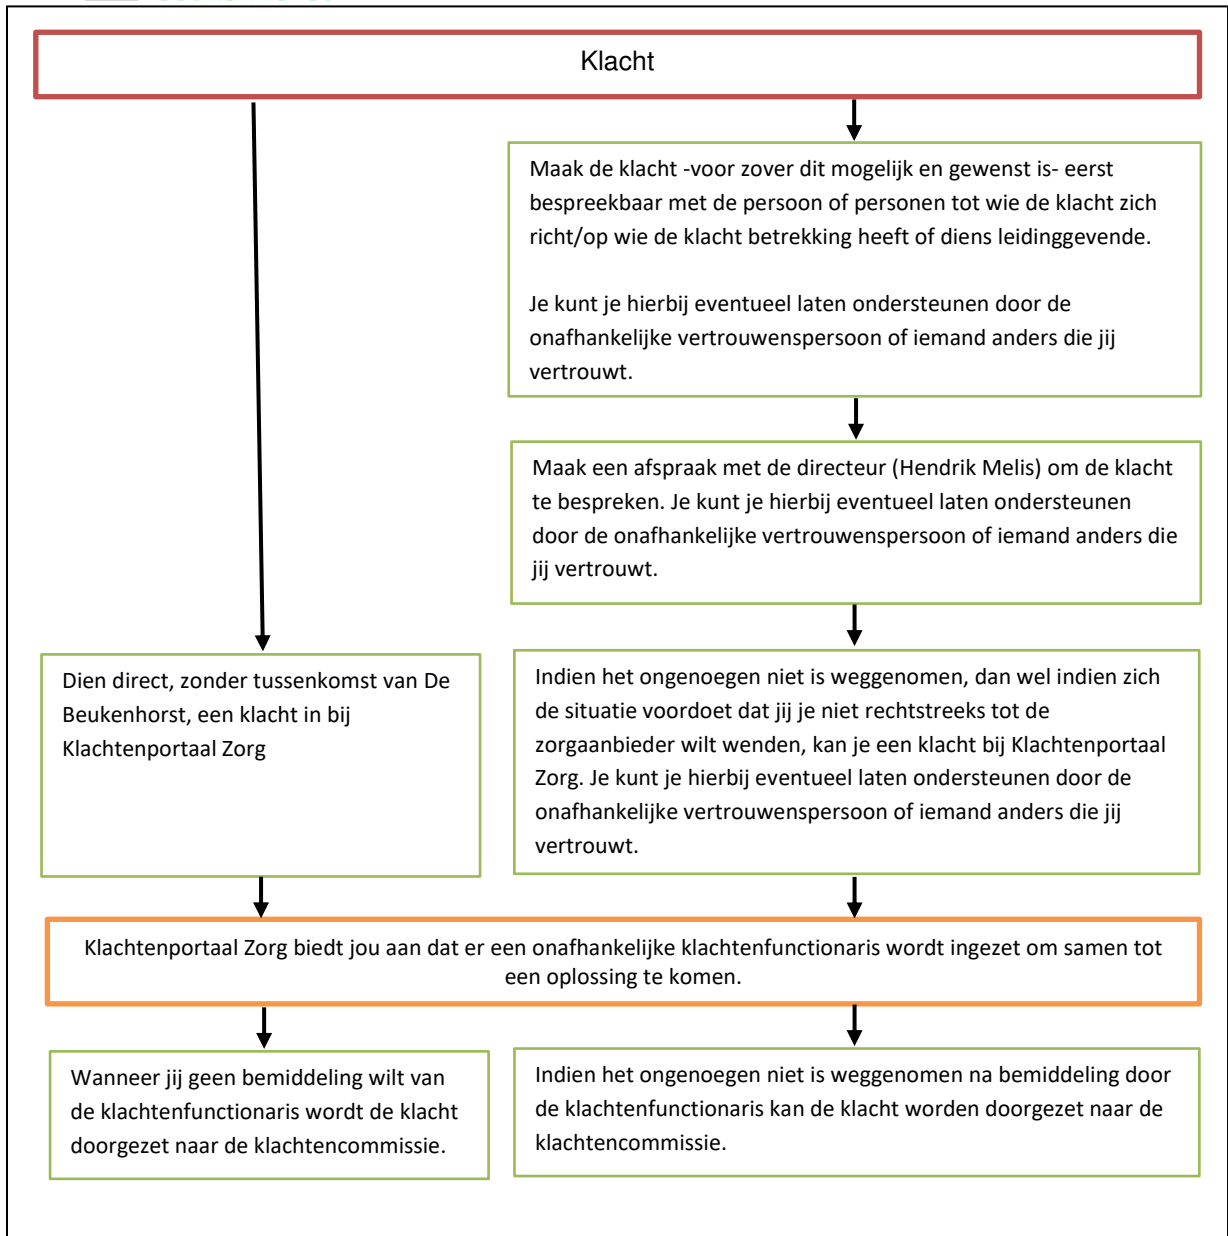 Klacht
Maak de klacht -voor zover dit mogelijk en gewenst is- eerst
bespreekbaar met de persoon of personen tot wie de klacht zich
richt/op wie de klacht betrekking heeft of diens leidinggevende.
Je kunt je hierbij eventueel laten ondersteunen door de
onafhankelijke vertrouwenspersoon of iemand anders die jij
vertrouwt.
Maak een afspraak met de directeur (Hendrik Melis) om de klacht
te bespreken. Je kunt je hierbij eventueel laten ondersteunen
door de onafhankelijke vertrouwenspersoon of iemand anders die
jij vertrouwt.
Dien direct, zonder tussenkomst van De
Beukenhorst, een klacht in bij
Klachtenportaal Zorg
Indien het ongenoegen niet is weggenomen, dan wel indien zich
de situatie voordoet dat jij je niet rechtstreeks tot de
zorgaanbieder wilt wenden, kan je een klacht bij Klachtenportaal
Zorg. Je kunt je hierbij eventueel laten ondersteunen door de
onafhankelijke vertrouwenspersoon of iemand anders die jij
vertrouwt.
Klachtenportaal Zorg biedt jou aan dat er een onafhankelijke klachtenfunctionaris wordt ingezet om samen tot
een oplossing te komen.
Wanneer jij geen bemiddeling wilt van
de klachtenfunctionaris wordt de klacht
doorgezet naar de klachtencommissie.
Indien het ongenoegen niet is weggenomen na bemiddeling door
de klachtenfunctionaris kan de klacht worden doorgezet naar de
klachtencommissie.